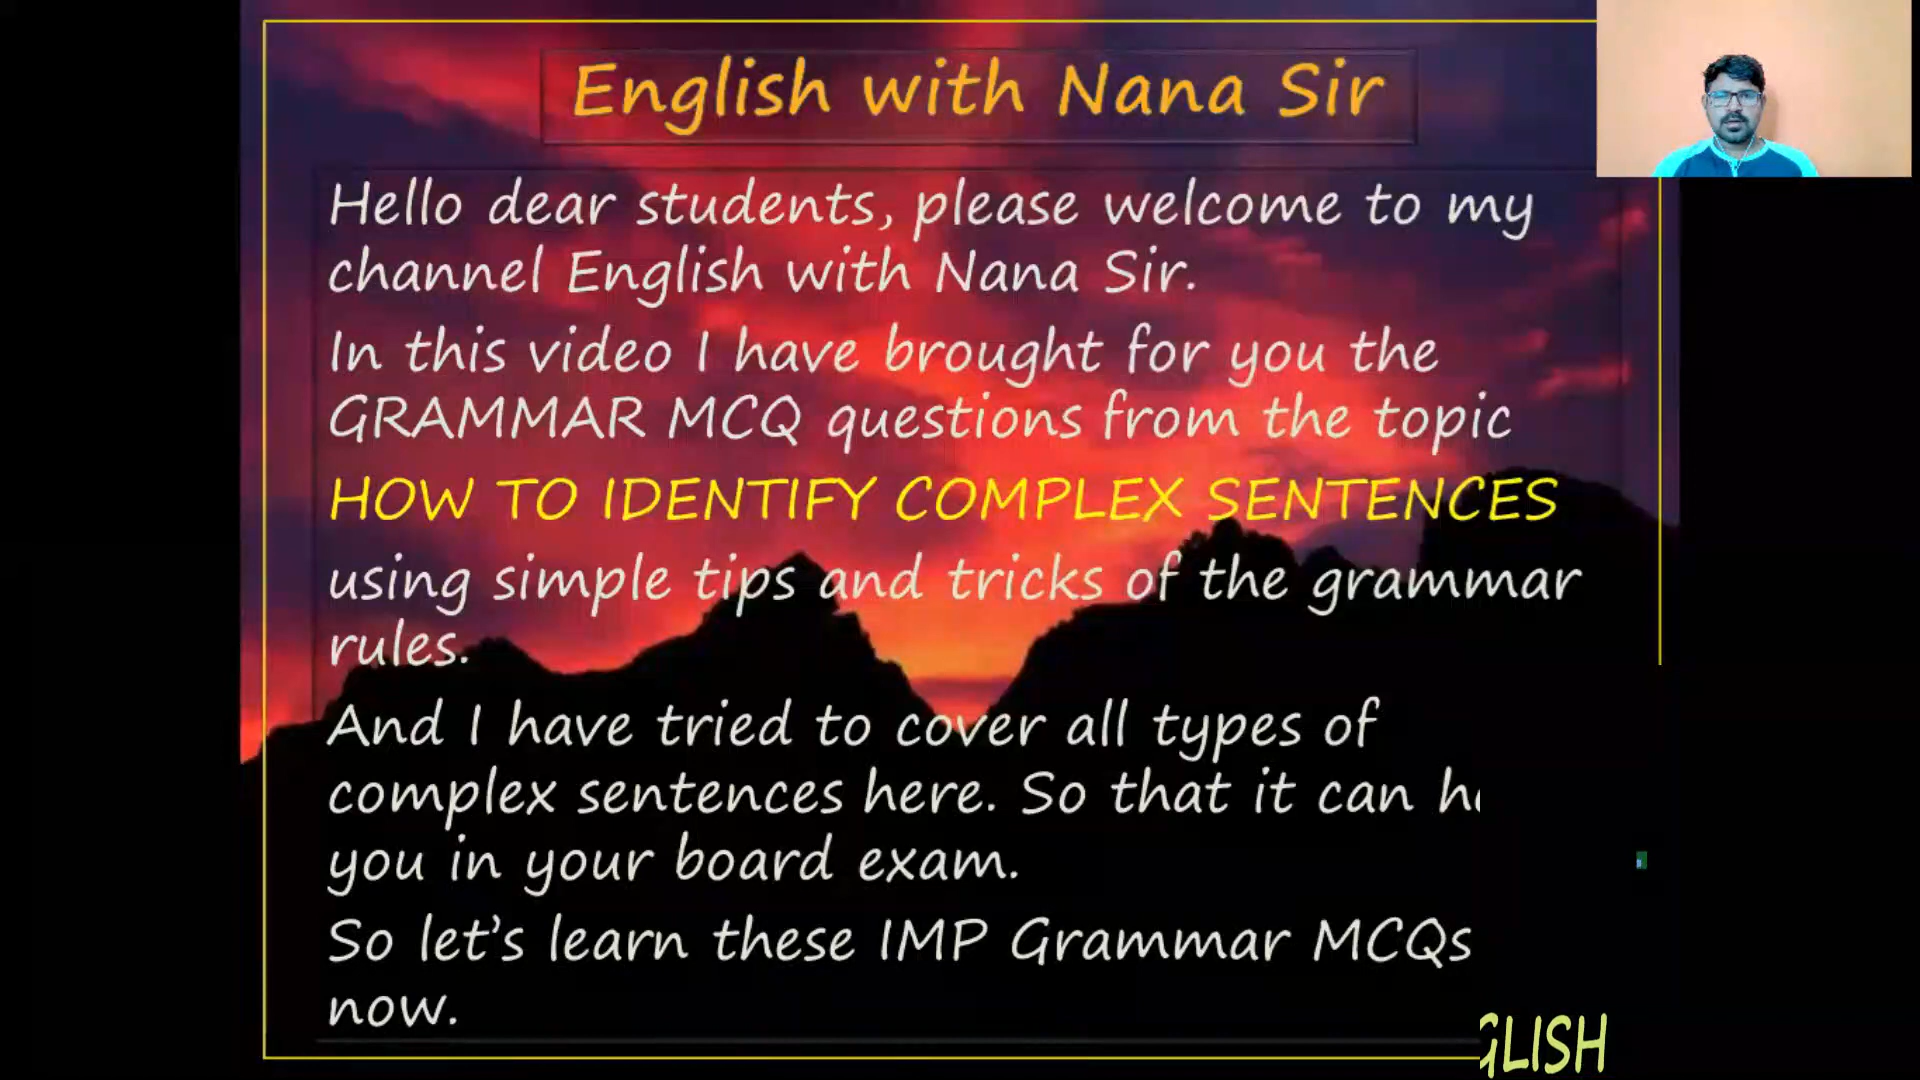 English with Nana Sir
Hello dear students, please welcome to my
channel English with Nana Sir.
In this video I have brought for you the
GRAMMAR MCQ questions from the topic
HOW TO IDENTIFY COMPLEX SENTENCES
using simple tips and tricks of the grammar
rules.
And I have tried to cover all types of
complex sentences here. So that it can
you in your board exam.
So let's learn these IMP Grammar MCQs
now.
GLISH